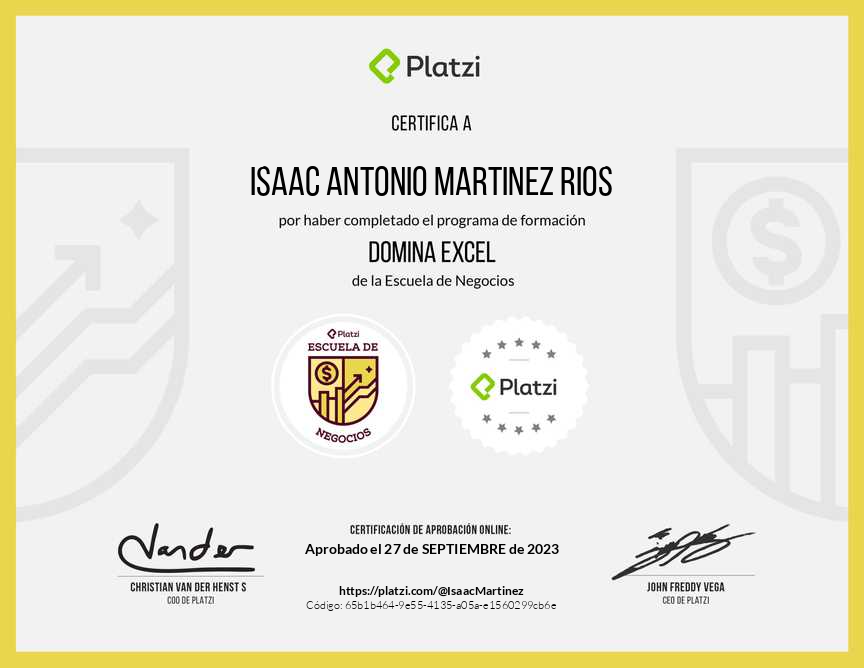 Platzi
CERTIFICA A
ISAAC ANTONIO MARTINEZ RIOS
por haber completado el programa de formación
DOMINA EXCEL
de la Escuela de Negocios
Platzi
ESCUELA DE
NEGOCIOS
Platzi
Vander
CERTIFICACIÓN DE APROBACIÓN ONLINE:
Aprobado el 27 de SEPTIEMBRE de 2023
CHRISTIAN VAN DER HENST S
COO DE PLATZI
https://platzi.com/@IsaacMartinez
Código: 65b1b464-9e55-4135-a05a-e1560299cb6e
JOHN FREDDY VEGA
CEO DE PLATZI